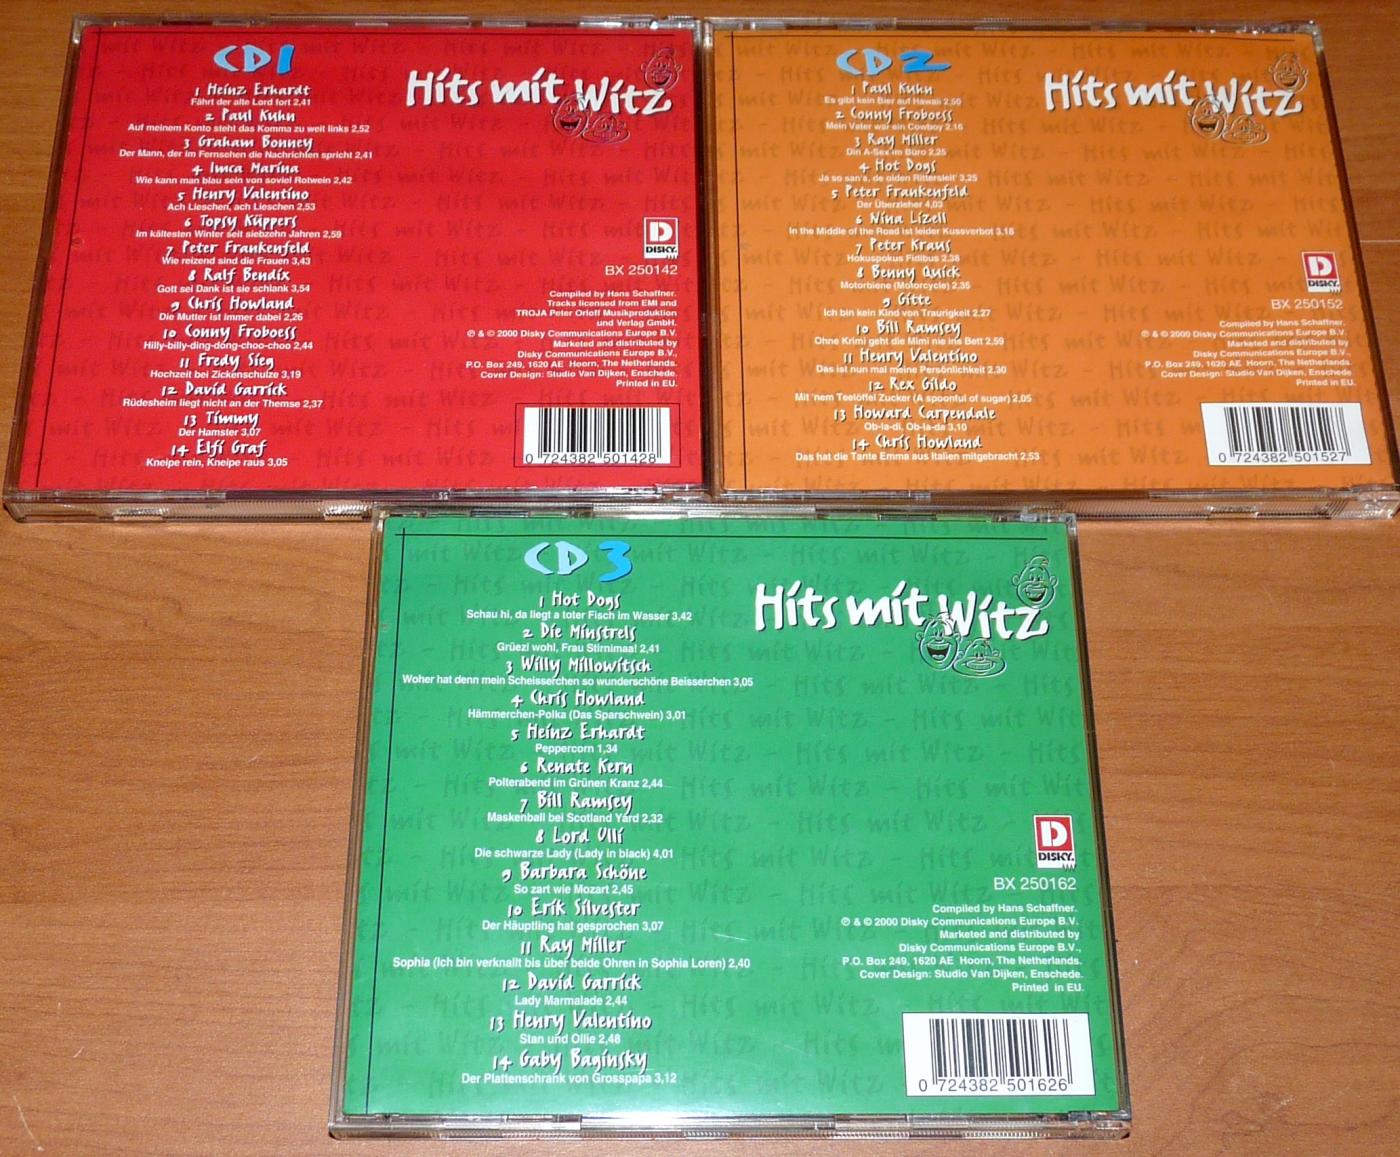 CD1
1 Heinz Erhardt
Fährt der alte Lord fort 2,41
2 Paul Kuhn
Auf meinem Konto steht das Komma zu weit links 2,52
3 Graham Bonney
Der Mann, der im Fernsehen die Nachrichten spricht 2,41
4 Imca Marina
Wie kann man blau sein von soviel Rotwein 2,42
5 Henry Valentino
Ach Lieschen, ach Lieschen 2,53
6 Topsy Küppers
Im kältesten Winter seit siebzehn Jahren 2,59
7 Peter Frankenfeld
Wie reizend sind die Frauen 3,43
8 Ralf Bendix
Gott sei Dank ist sie schlank 3,54
9 Chris Howland
Die Mutter ist immer dabei 2,26
10 Conny Froboess
Hilly-billy-ding-dong-choo-choo 2,44
11 Fredy Sieg
Hochzeit bei Zickenschulze 3,19
12 David Garrick
Rüdesheim liegt nicht an der Themse 2,37
13 Timmy
Der Hamster 3,07
14 Elfi Graf
Kneipe rein, Kneipe raus 3,05
Hits mit Witz
D
DISKY.
BX 250142
Compiled by Hans Schaffner.
Tracks licensed from EMI and
TROJA Peter Orloff Musikproduktion
und Verlag GmbH.
℗ & © 2000 Disky Communications Europe B.V.
Marketed and distributed by
Disky Communications Europe B.V.,
P.O. Box 249, 1620 AE Hoorn, The Netherlands.
Cover Design: Studio Van Dijken, Enschede.
Printed in EU.
0 724382 501428
CD 2
1 Paul Kuhn
Es gibt kein Bier auf Hawaii 2,50
2 Conny Froboess
Mein Vater war ein Cowboy 2.16
3 Ray Miller
Din A-Sex im Büro 2,25
4 Hot Dogs
Ja so san's, de olden Rittersleit' 3,25
5 Peter Frankenfeld
Der Überzieher 4,03
6 Nina Lizell
In the Middle of the Road ist leider Kussverbot 3,18
7 Peter Kraus
Hokuspokus Fidibus 2.38
8 Benny Quick
Motorbiene (Motorcycle) 2,35
9 Gitte
Ich bin kein Kind von Traurigkeit 2.27
10 Bill Ramsey
Ohne Krimi geht die Mimi nie ins Bett 2.59
11 Henry Valentino
Das ist nun mal meine Persönlichkeit 2.30
12 Rex Gildo
Mit 'nem Teelöffel Zucker (A spoonful of sugar) 2,05
13 Howard Carpendale
Ob-la-di, Ob-la-da 3,10
14 Chris Howland
Das hat die Tante Emma aus Italien mitgebracht 2,53
Hits mit Witz
D
DISKY.
BX 250152
Compiled by Hans Schaffner.
℗ & © 2000 Disky Communications Europe B.V.
Marketed and distributed by
Disky Communications Europe B.V.,
P.O. Box 249, 1620 AE Hoorn, The Netherlands.
Cover Design: Studio Van Dijken, Enschede
Printed in EU.
0 724382 501527
CD 3
1 Hot Dogs
Schau hi, da liegt a toter Fisch im Wasser 3,42
2 Die Minstrels
Grüezi wohl, Frau Stirnimaa! 2,41
3 Willy Millowitsch
Woher hat denn mein Scheisserchen so wunderschöne Beisserchen 3,05
4 Chris Howland
Hämmerchen-Polka (Das Sparschwein) 3,01
5 Heinz Erhardt
Peppercorn 1,34
6 Renate Kern
Polterabend im Grünen Kranz 2,44
7 Bill Ramsey
Maskenball bei Scotland Yard 2,32
8 Lord Ulli
Die schwarze Lady (Lady in black) 4,01
9 Barbara Schöne
So zart wie Mozart 2,45
10 Erik Silvester
Der Häuptling hat gesprochen 3,07
11 Ray Miller
Sophia (Ich bin verknallt bis über beide Ohren in Sophia Loren) 2,40
12 David Garrick
Lady Marmalade 2,44
13 Henry Valentino
Stan und Ollie 2,48
14 Gaby Baginsky
Der Plattenschrank von Grosspapa 3,12
Hits mit Witz
D
DISKY.
BX 250162
Compiled by Hans Schaffner.
℗ & © 2000 Disky Communications Europe B.V.
Marketed and distributed by
Disky Communications Europe B.V.,
P.O. Box 249, 1620 AE Hoorn, The Netherlands.
Cover Design: Studio Van Dijken, Enschede.
Printed in EU.
0 724382 501626